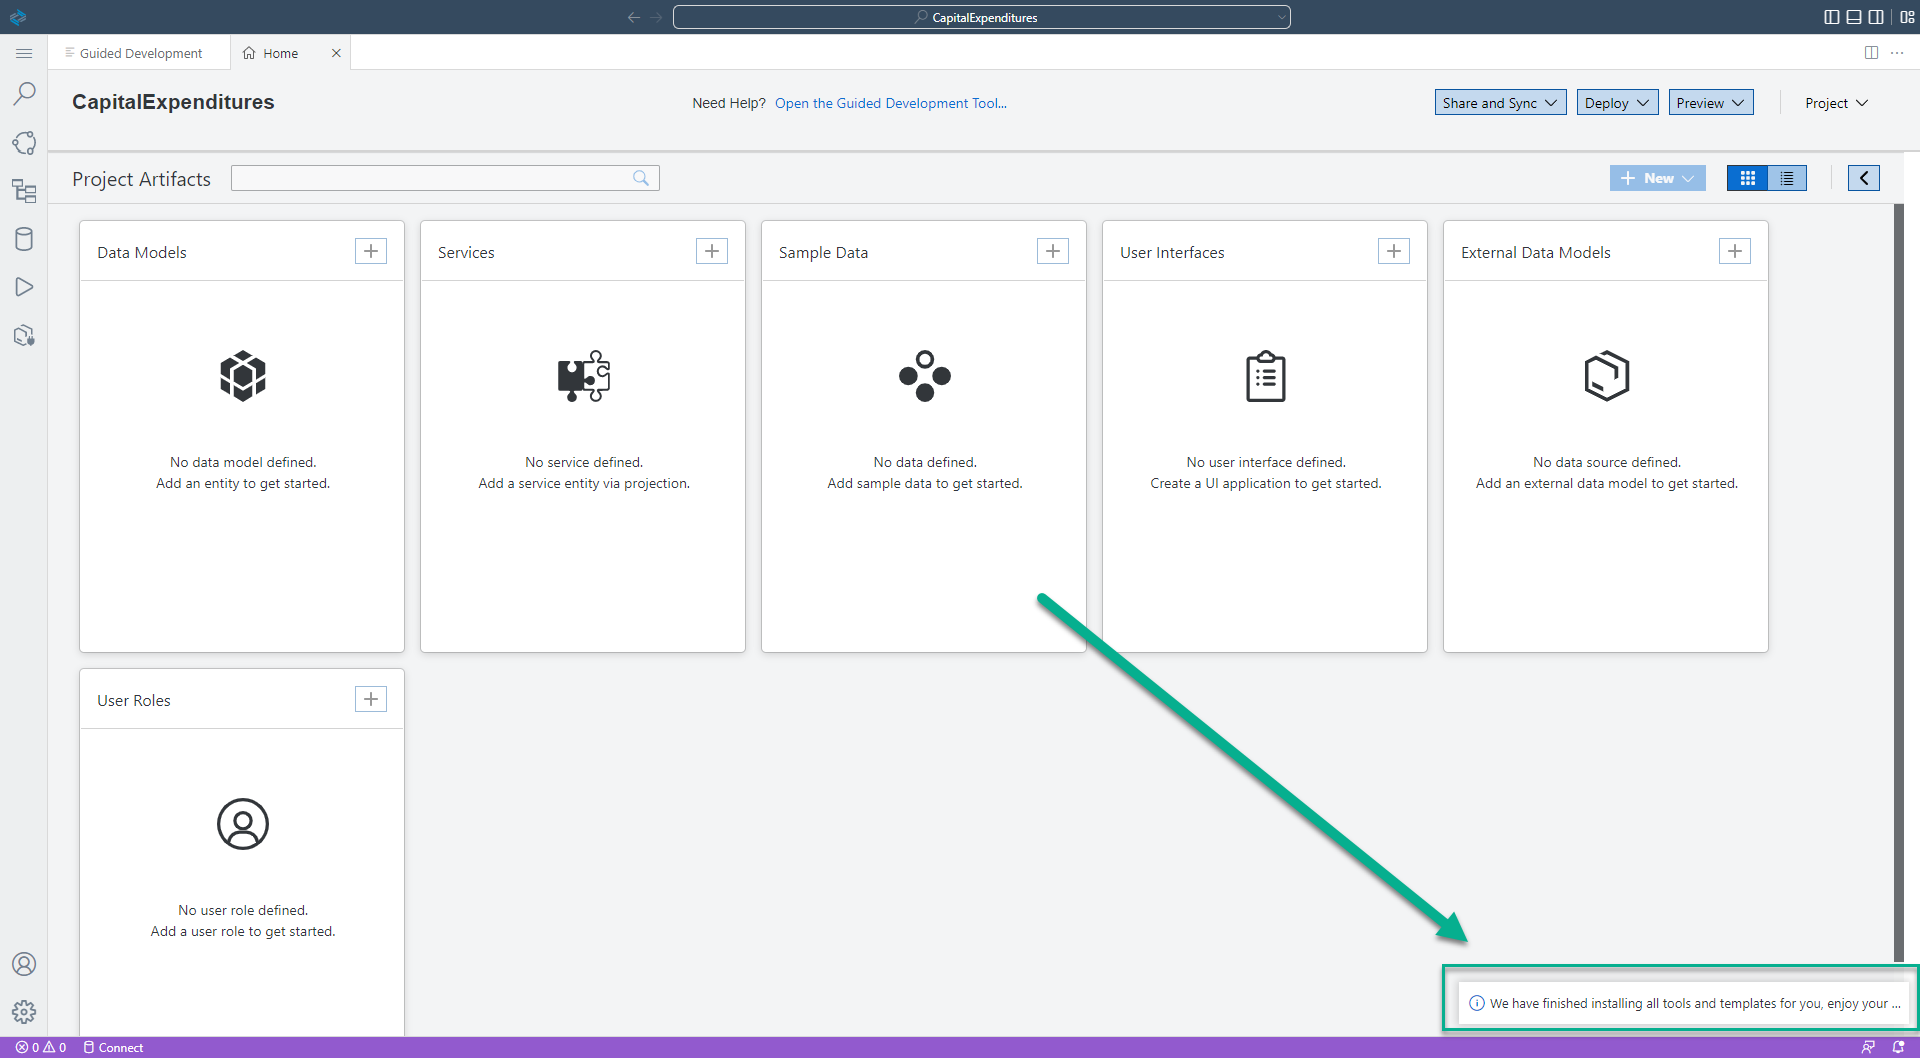 CapitalExpenditures
Guided Development
Home
CapitalExpenditures
Need Help? Open the Guided Development Tool...
Share and Sync
Deploy
Preview
Project
Project Artifacts
New
Data Models
No data model defined.
Add an entity to get started.
Services
No service defined.
Add a service entity via projection.
Sample Data
No data defined.
Add sample data to get started.
User Interfaces
No user interface defined.
Create a UI application to get started.
External Data Models
No data source defined.
Add an external data model to get started.
User Roles
No user role defined.
Add a user role to get started.
We have finished installing all tools and templates for you, enjoy your ...
0 0 Connect